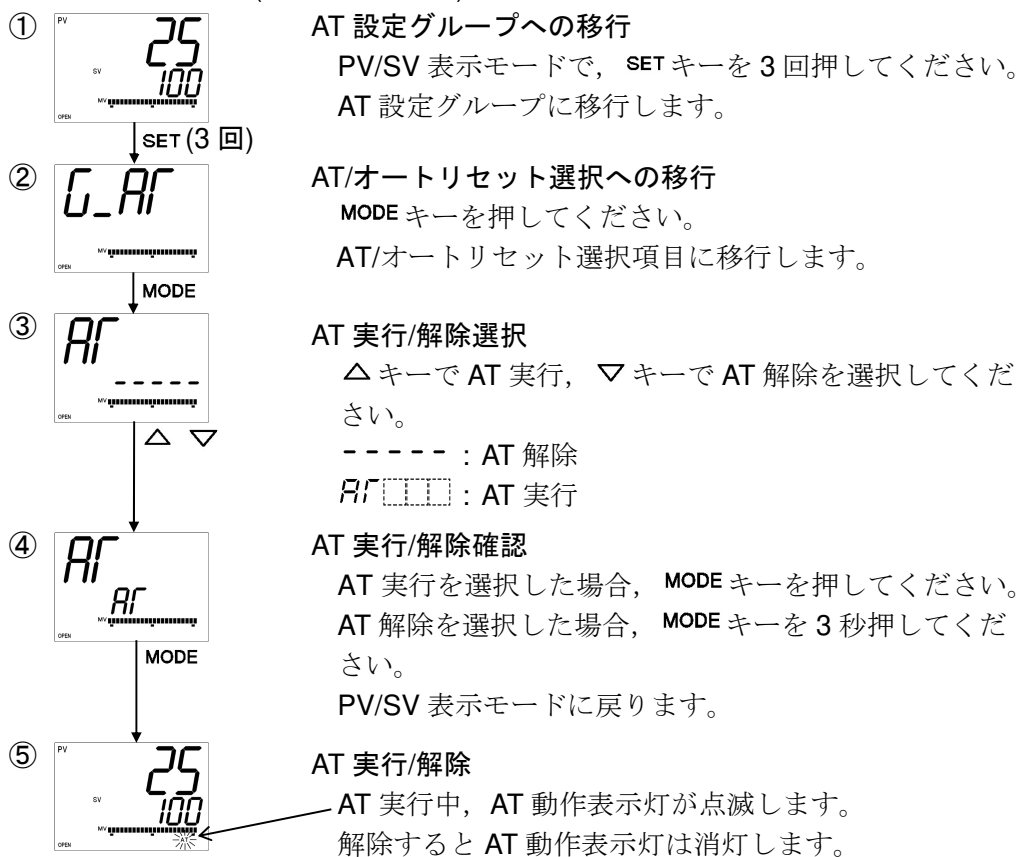 ① PV 25 SV 100 MV OPEN
AT 設定グループへの移行
PV/SV 表示モードで， SET キーを 3 回押してください。
AT 設定グループに移行します。
SET (3 回)
② G_AT MV OPEN
AT/オートリセット選択への移行
MODE キーを押してください。
AT/オートリセット選択項目に移行します。
MODE
③ AT ----- MV OPEN
AT 実行/解除選択
△ キーで AT 実行， ▽ キーで AT 解除を選択してくだ
さい。
----- : AT 解除
AT□□□ : AT 実行
△ ▽
④ AT AT MV OPEN
AT 実行/解除確認
AT 実行を選択した場合， MODE キーを押してください。
AT 解除を選択した場合， MODE キーを 3 秒押してくだ
さい。
PV/SV 表示モードに戻ります。
MODE
⑤ PV 25 SV 100 MV AT OPEN
AT 実行/解除
AT 実行中，AT 動作表示灯が点滅します。
解除すると AT 動作表示灯は消灯します。